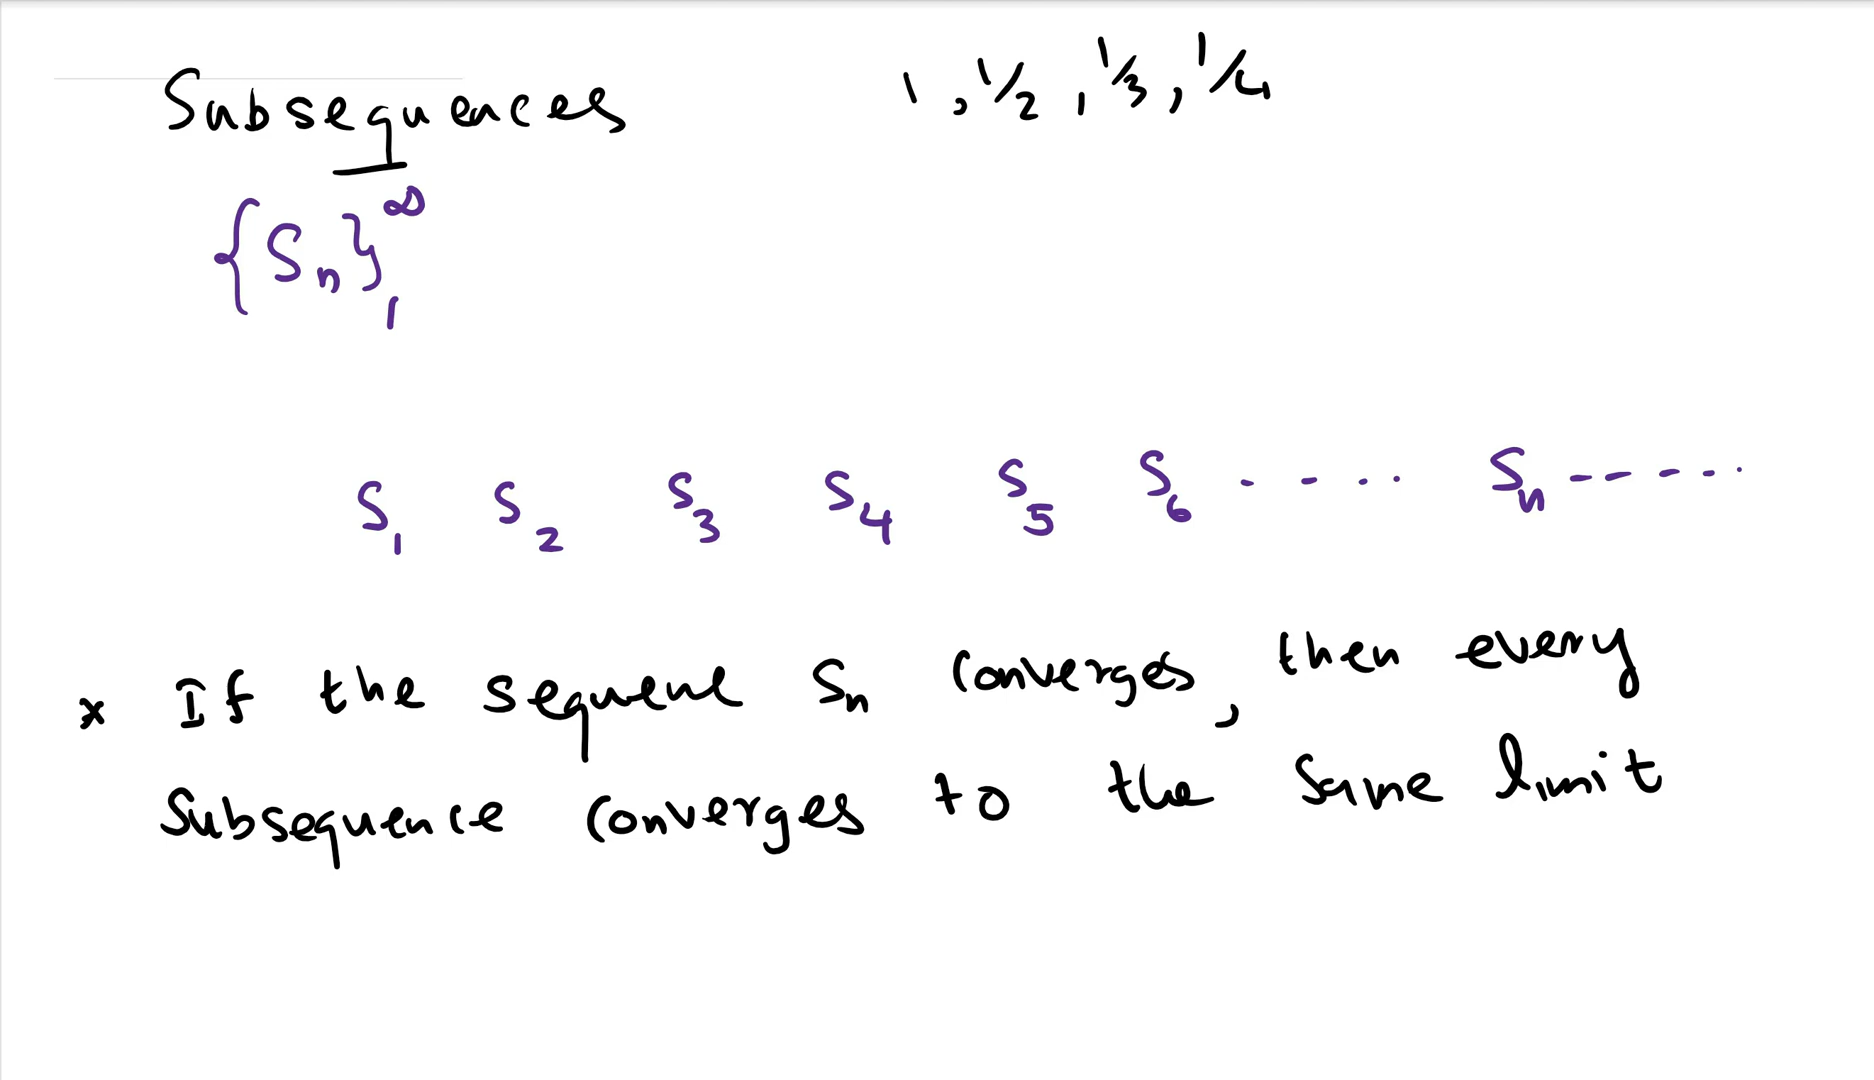 Subsequences
1, 1/2, 1/3, 1/4
{Sn}₁^∞
S₁ S₂ S₃ S₄ S₅ S₆ - - - · · Sn - - - - - ·
* If the sequence Sn converges, then every
Subsequence converges to the same limit